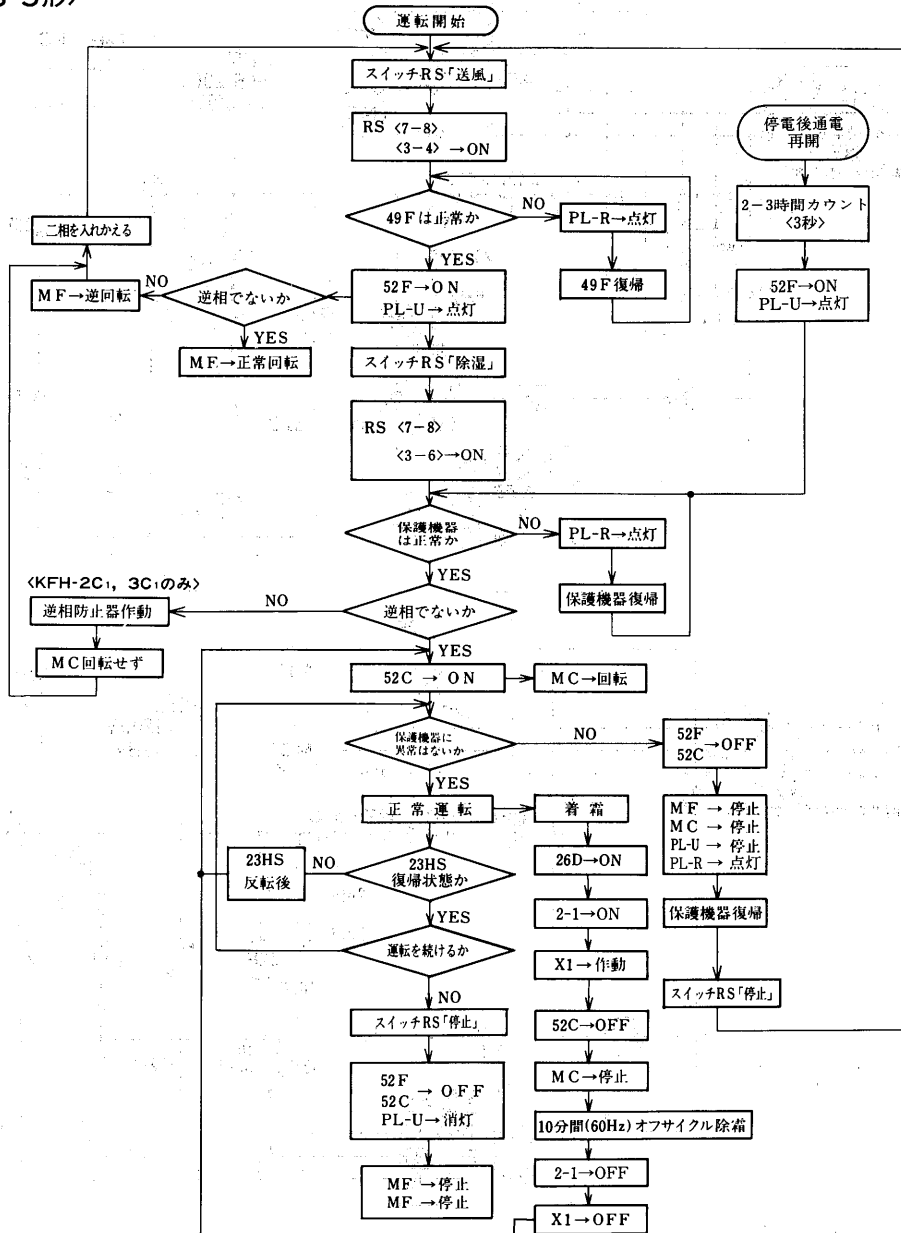 運転開始
スイッチRS「送風」
RS 〈7-8〉
〈3-4〉→ON
停電後通電
再開
49Fは正常か
NO
PL-R→点灯
2-3時間カウント
〈3秒〉
二相を入れかえる
YES
49F復帰
MF→逆回転
NO
逆相でないか
52F→ON
PL-U→点灯
52F→ON
PL-U→点灯
YES
MF→正常回転
スイッチRS「除湿」
RS 〈7-8〉
〈3-6〉→ON
保護機器
は正常か
NO
PL-R→点灯
YES
保護機器復帰
〈KFH-2C₁, 3C₁のみ〉
逆相防止器作動
NO
逆相でないか
MC回転せず
YES
52C → ON
MC→回転
保護機器に
異常はないか
NO
52F
52C
→OFF
YES
正常運転
着霜
MF → 停止
MC → 停止
PL-U → 停止
PL-R → 点灯
23HS
反転後
NO
23HS
復帰状態か
26D→ON
YES
2-1→ON
保護機器復帰
運転を続けるか
X1→作動
NO
スイッチRS「停止」
スイッチRS「停止」
52C→OFF
52F
52C
→ OFF
PL-U→消灯
MC→停止
10分間(60Hz)オフサイクル除霜
2-1→OFF
MF →停止
MF →停止
X1→OFF